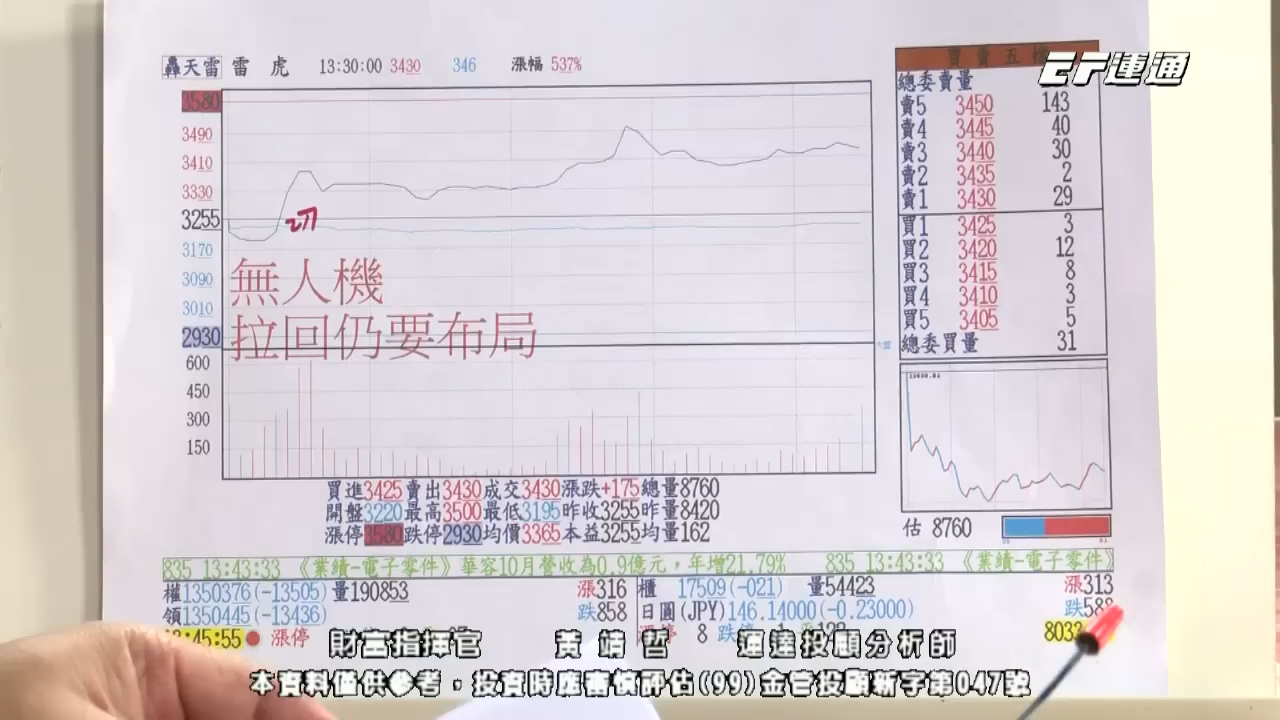 轟天雷 雷 虎 13:30:00 3430 346 漲幅 537%
買 賣 五
EF運通
總委賣量
賣5 3450 143
賣4 3445 40
賣3 3440 30
賣2 3435 2
賣1 3430 29
買1 3425 3
買2 3420 12
買3 3415 8
買4 3410 3
買5 3405 5
總委買量 31
3580
3490
3410
3330
3255
3170
3090
3010
2930
600
450
300
150
無人機
拉回仍要布局
買進3425賣出3430成交3430漲跌+175總量8760
開盤3220最高3500最低3195昨收3255昨量8420
漲停3580跌停2930均價3365本益3255均量162
估 8760
835 13:43:33 《業績-電子零件》華容10月營收為0.9億元，年增21.79% 835 13:43:33 《業績-電子零件》
權1350376(-13505)量190853 漲316 櫃 17509(-021) 量54423 漲313
領1350445(-13436) 跌858 日圓(JPY)146.14000(-0.23000)
45:55 漲停 8
財富指揮官 黃靖哲 運達投顧分析師
本資料僅供參考，投資時應審慎評估(99)金管投顧新字第047號